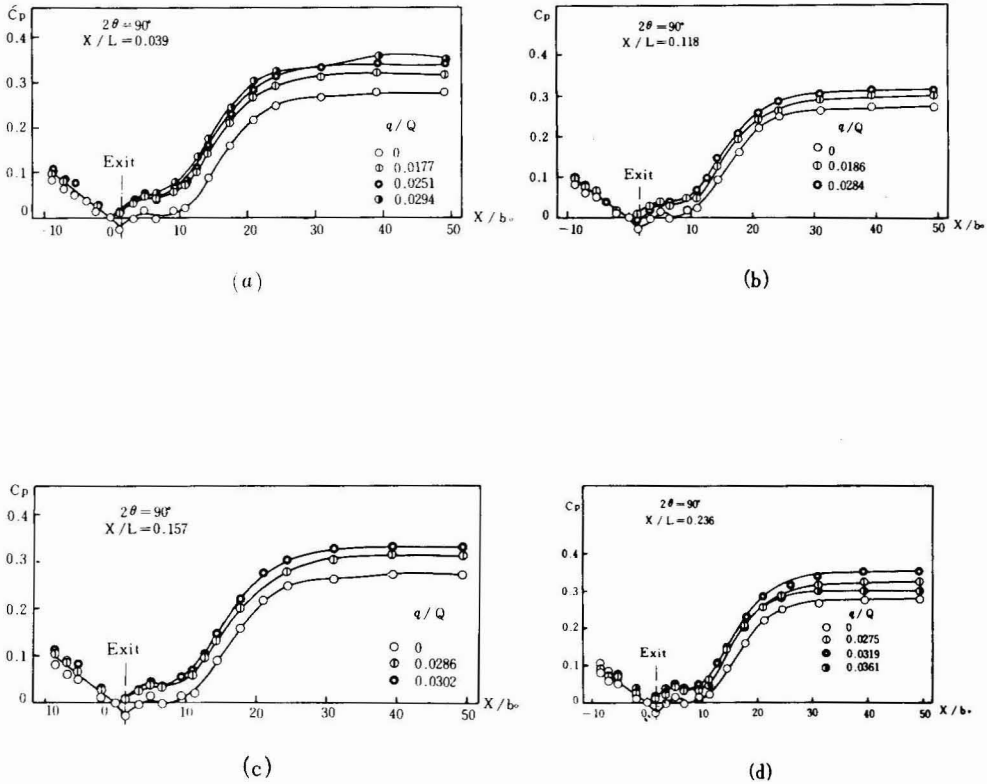 Cp
0.4
0.3
0.2
0.1
0
2θ=90°
X/L=0.039
Exit
q/Q
0
0.0177
0.0251
0.0294
-10 0 10 20 30 40 50 X/b₀
(a)
Cp
0.4
0.3
0.2
0.1
0
2θ=90°
X/L=0.118
Exit
q/Q
0
0.0186
0.0284
-10 0 10 20 30 40 50 X/b₀
(b)
Cp
0.4
0.3
0.2
0.1
0
2θ=90°
X/L=0.157
Exit
q/Q
0
0.0286
0.0302
10 0 10 20 30 40 50 X/b₀
(c)
Cp
0.4
0.3
0.2
0.1
0
2θ=90°
X/L=0.236
Exit
q/Q
0
0.0275
0.0319
0.0361
-10 0 10 20 30 40 50 X/b₀
(d)